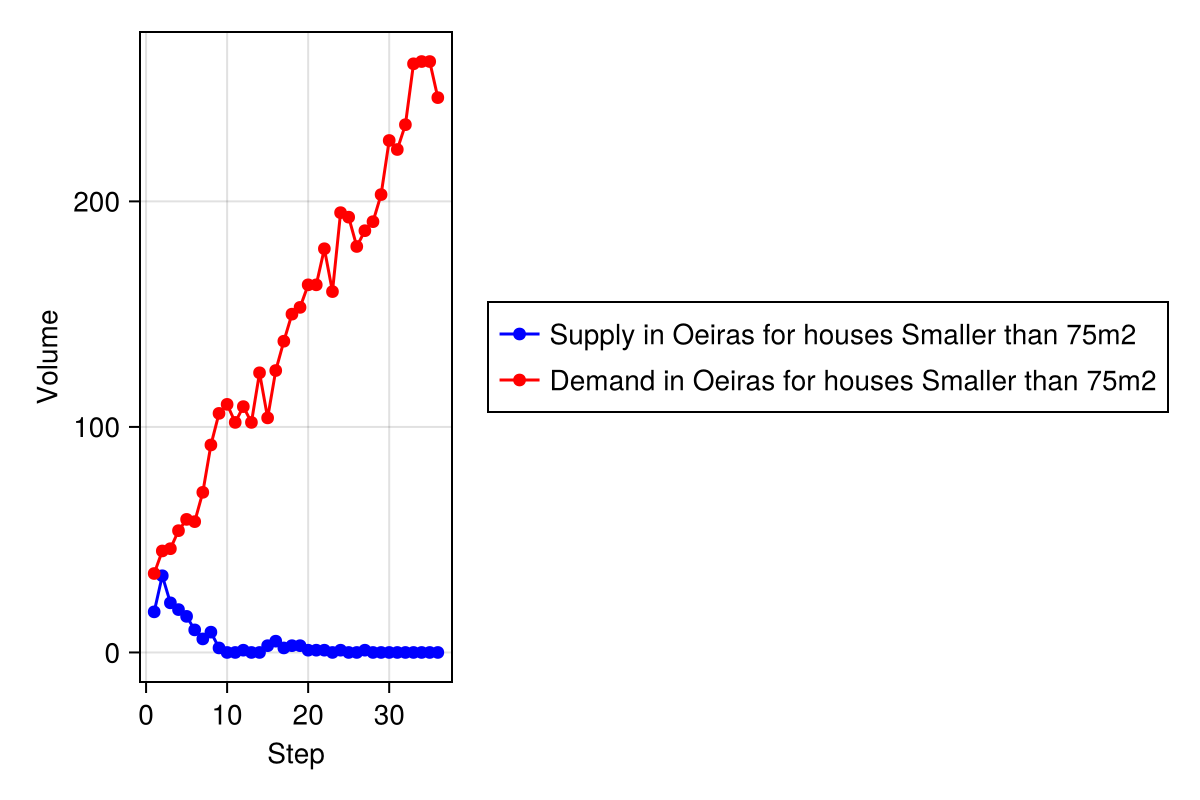 Volume
200
100
0
0 10 20 30
Step
Supply in Oeiras for houses Smaller than 75m2
Demand in Oeiras for houses Smaller than 75m2